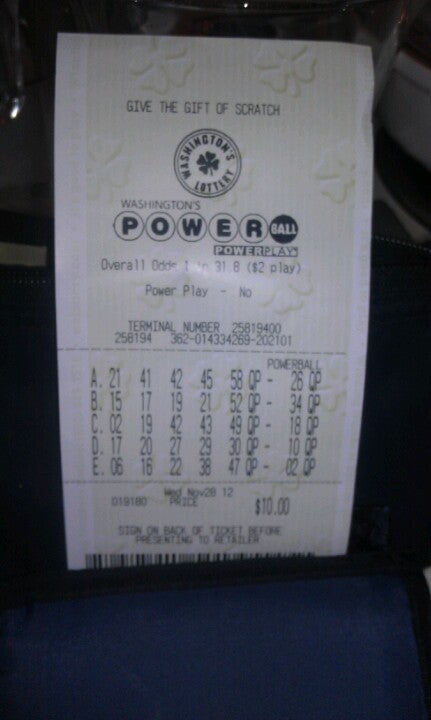 GIVE THE GIFT OF SCRATCH
WASHINGTON'S LOTTERY
WASHINGTON'S
POWERBALL
POWERPLAY
Overall Odds 1 in 31.8 ($2 play)
Power Play - No
TERMINAL NUMBER 25819400
258194 362-014334269-202101
POWERBALL
A. 21 41 42 45 58 QP - 26 QP
B. 15 17 19 21 52 QP - 34 QP
C. 02 19 42 43 49 QP - 18 QP
D. 17 20 27 29 30 QP - 10 QP
E. 06 16 22 38 47 QP - 02 QP
Wed Nov28 12
019180 PRICE $10.00
SIGN ON BACK OF TICKET BEFORE
PRESENTING TO RETAILER